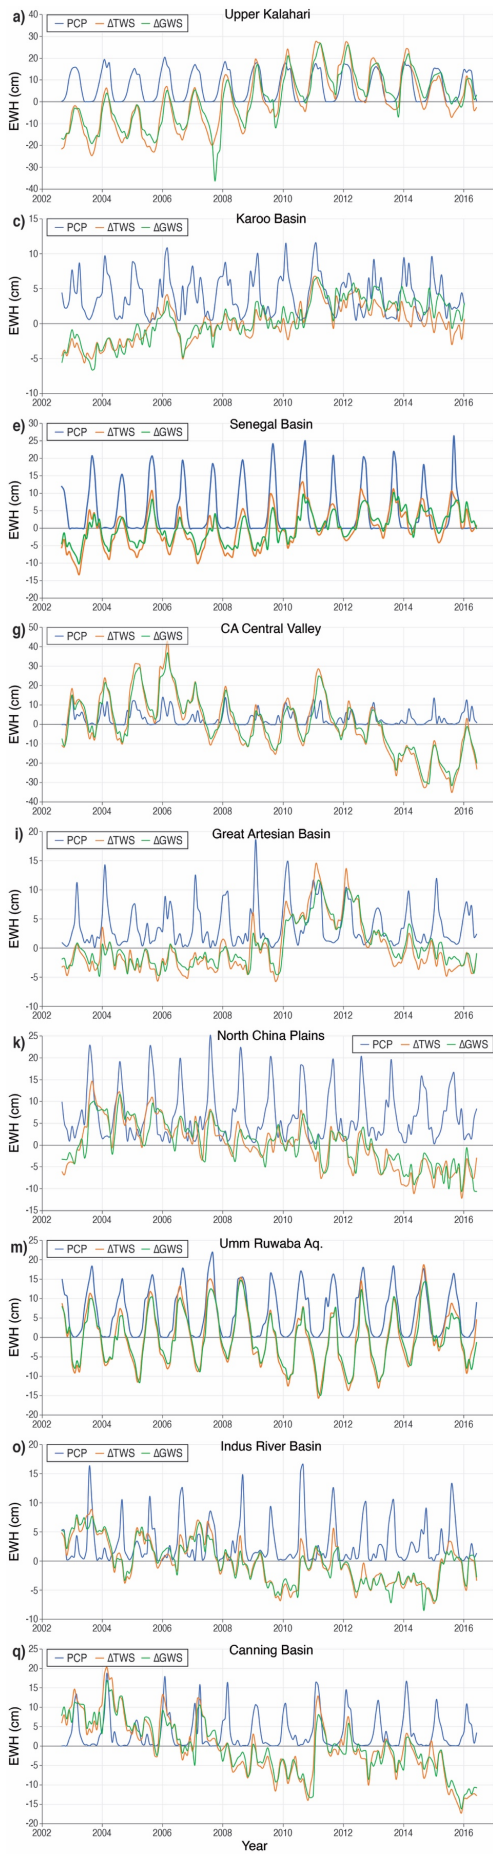 a) Upper Kalahari
PCP ΔTWS ΔGWS
EWH (cm)
40
30
20
10
0
-10
-20
-30
-40
2002 2004 2006 2008 2010 2012 2014 2016
c) Karoo Basin
PCP ΔTWS ΔGWS
EWH (cm)
15
10
5
0
-5
-10
2002 2004 2006 2008 2010 2012 2014 2016
e) Senegal Basin
PCP ΔTWS ΔGWS
EWH (cm)
30
25
20
15
10
5
0
-5
-10
-15
-20
2002 2004 2006 2008 2010 2012 2014 2016
g) CA Central Valley
PCP ΔTWS ΔGWS
EWH (cm)
50
40
30
20
10
0
-10
-20
-30
-40
2002 2004 2006 2008 2010 2012 2014 2016
i) Great Artesian Basin
PCP ΔTWS ΔGWS
EWH (cm)
20
15
10
5
0
-5
-10
2002 2004 2006 2008 2010 2012 2014 2016
k) North China Plains
PCP ΔTWS ΔGWS
EWH (cm)
25
20
15
10
5
0
-5
-10
-15
2002 2004 2006 2008 2010 2012 2014 2016
m) Umm Ruwaba Aq.
PCP ΔTWS ΔGWS
EWH (cm)
25
20
15
10
5
0
-5
-10
-15
-20
2002 2004 2006 2008 2010 2012 2014 2016
o) Indus River Basin
PCP ΔTWS ΔGWS
EWH (cm)
20
15
10
5
0
-5
-10
2002 2004 2006 2008 2010 2012 2014 2016
q) Canning Basin
PCP ΔTWS ΔGWS
EWH (cm)
25
20
15
10
5
0
-5
-10
-15
-20
2002 2004 2006 2008 2010 2012 2014 2016
Year